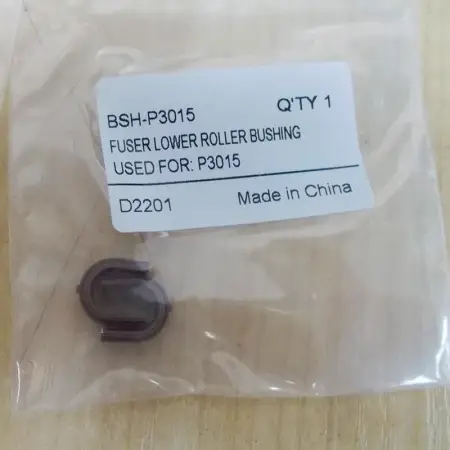 BSH-P3015 Q'TY 1
FUSER LOWER ROLLER BUSHING
USED FOR: P3015
D2201 Made in China